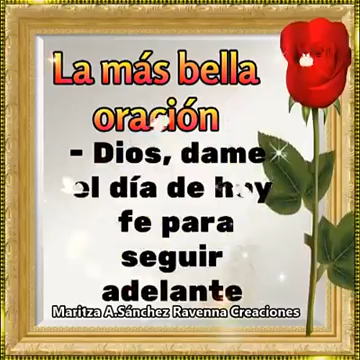 La más bella
oración
- Dios, dame
el día de hoy
fe para
seguir
adelante
Maritza A.Sánchez Ravenna Creaciones